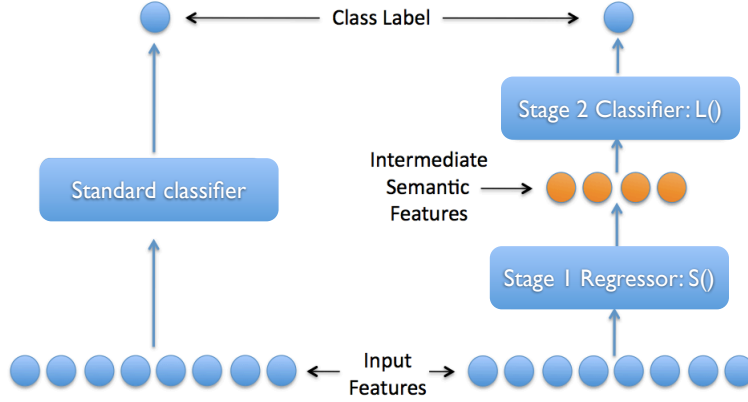 Class Label
Stage 2 Classifier: L()
Standard classifier
Intermediate
Semantic
Features
Stage 1 Regressor: S()
Input
Features